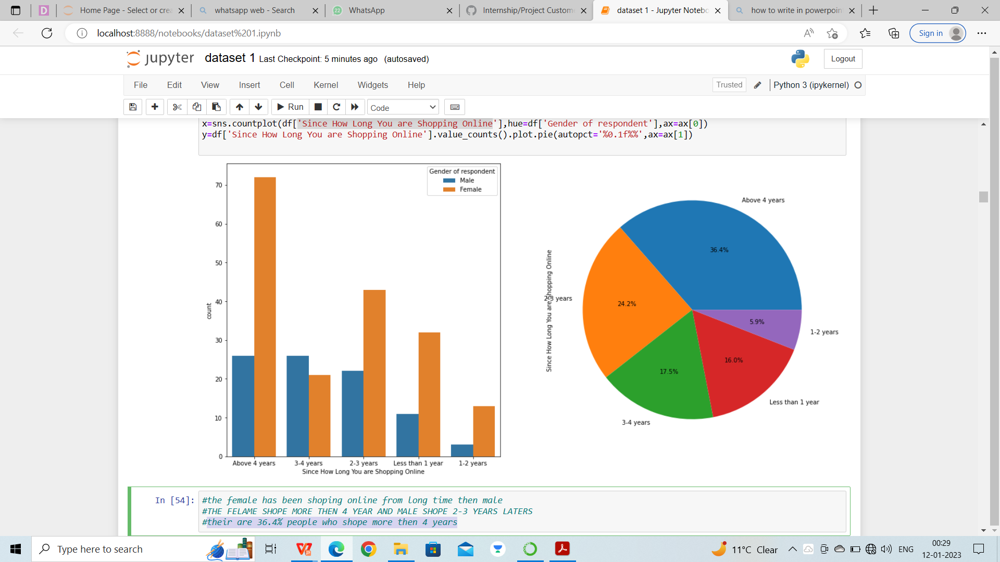 Home Page - Select or crea
whatsapp web - Search
22
WhatsApp
Internship/Project Custome
dataset 1 - Jupyter Notebo
how to write in powerpoin
localhost:8888/notebooks/dataset%201.ipynb
Sign in
jupyter
dataset 1 Last Checkpoint: 5 minutes ago (autosaved)
Logout
File Edit View Insert Cell Kernel Widgets Help
Trusted
Python 3 (ipykernel)
Run
Code
x=sns.countplot(df['Since How Long You are Shopping Online'],hue=df['Gender of respondent'],ax=ax[0])
y=df['Since How Long You are Shopping Online'].value_counts().plot.pie(autopct='%0.1f%%',ax=ax[1])
Gender of respondent
Male
Female
70
60
50
40
30
20
10
0
count
Above 4 years 3-4 years 2-3 years Less than 1 year 1-2 years
Since How Long You are Shopping Online
Since How Long You are Shopping Online
Above 4 years
36.4%
2-3 years
24.2%
5.9%
1-2 years
16.0%
17.5%
Less than 1 year
3-4 years
In [54]:
#the female has been shoping online from long time then male
#THE FELAME SHOPE MORE THEN 4 YEAR AND MALE SHOPE 2-3 YEARS LATERS
#their are 36.4% people who shope more then 4 years
Type here to search
11°C Clear
ENG
00:29
12-01-2023